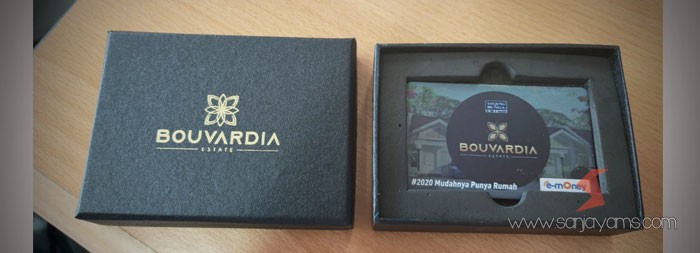 BOUVARDIA
ESTATE
BOUVARDIA
ESTATE
#2020 Mudahnya Punya Rumah
e-money
www.sanjayams.com